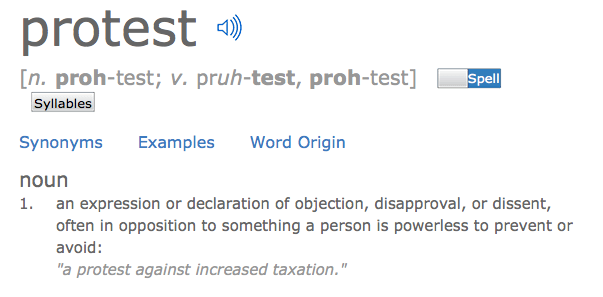 protest
[n. proh-test; v. pruh-test, proh-test] Spell
Syllables
Synonyms Examples Word Origin
noun
1. an expression or declaration of objection, disapproval, or dissent,
often in opposition to something a person is powerless to prevent or
avoid:
"a protest against increased taxation."